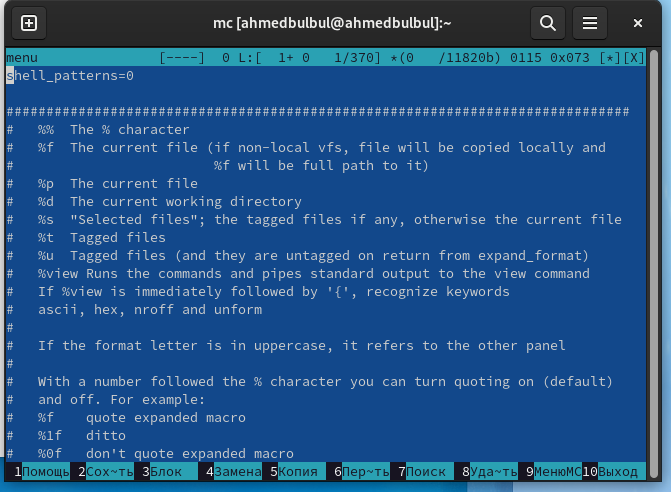 mc [ahmedbulbul@ahmedbulbul]:~
menu [----] 0 L:[ 1+ 0 1/370] *(0 /11820b) 0115 0x073 [*][X]
shell_patterns=0
###############################################################################
# %% The % character
# %f The current file (if non-local vfs, file will be copied locally and
# %f will be full path to it)
# %p The current file
# %d The current working directory
# %s "Selected files"; the tagged files if any, otherwise the current file
# %t Tagged files
# %u Tagged files (and they are untagged on return from expand_format)
# %view Runs the commands and pipes standard output to the view command
# If %view is immediately followed by '{', recognize keywords
# ascii, hex, nroff and unform
#
# If the format letter is in uppercase, it refers to the other panel
#
# With a number followed the % character you can turn quoting on (default)
# and off. For example:
# %f quote expanded macro
# %1f ditto
# %0f don't quote expanded macro
1Помощь 2Сох~ть 3Блок 4Замена 5Копия 6Пер~ть 7Поиск 8Уда~ть 9МенюMC 10Выход